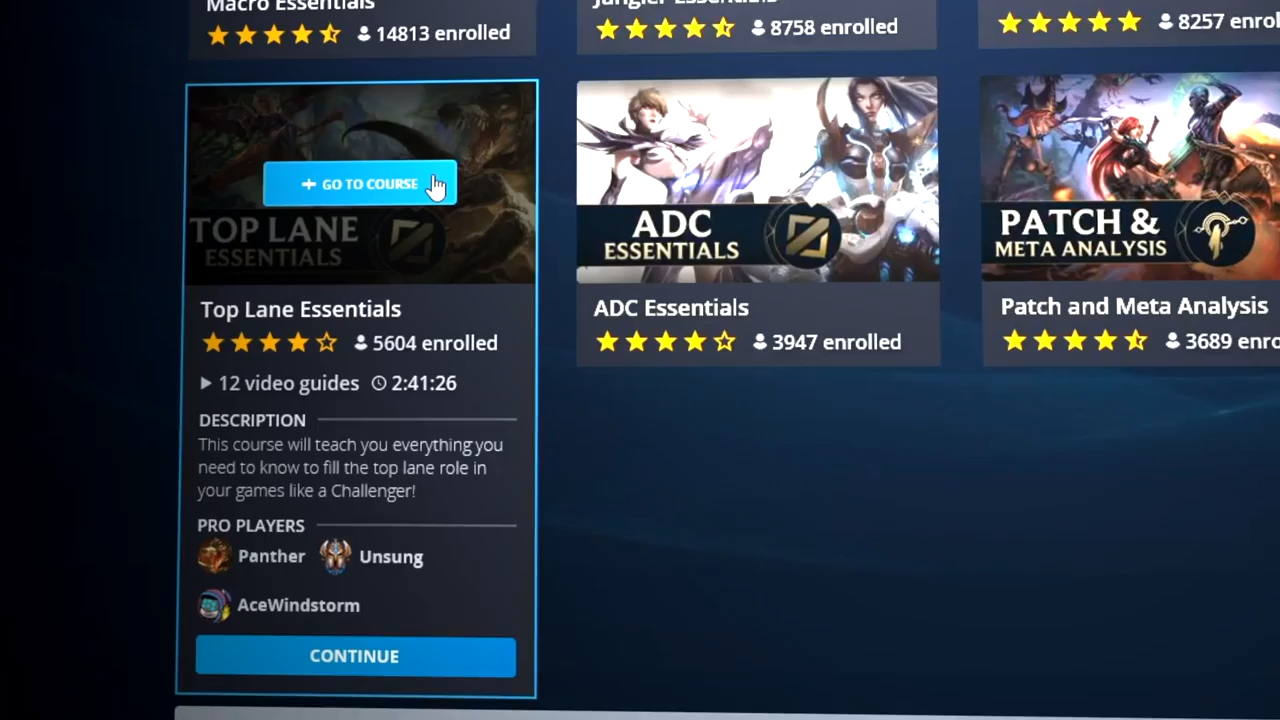 Macro Essentials
14813 enrolled
8758 enrolled
8257
GO TO COURSE
TOP LANE
ESSENTIALS
Top Lane Essentials
5604 enrolled
12 video guides 2:41:26
DESCRIPTION
This course will teach you everything you
need to know to fill the top lane role in
your games like a Challenger!
PRO PLAYERS
Panther Unsung
AceWindstorm
CONTINUE
ADC
ESSENTIALS
ADC Essentials
3947 enrolled
PATCH &
META ANALYSIS
Patch and Meta Analysis
3689